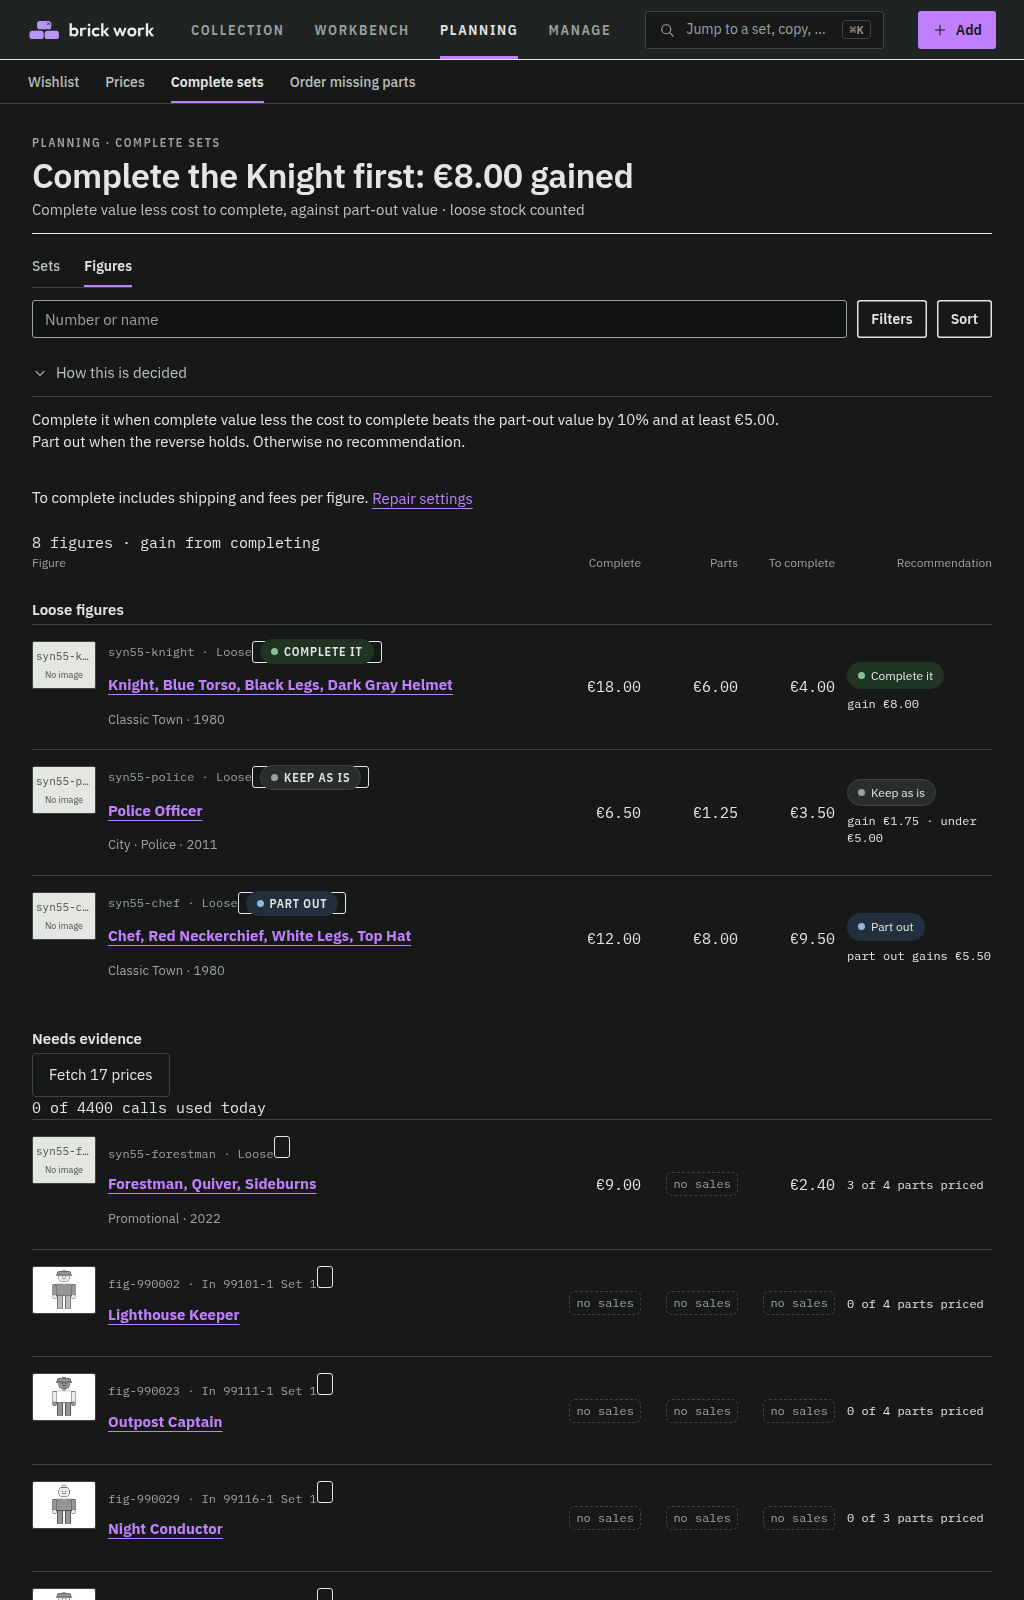 brick work
COLLECTION
WORKBENCH
PLANNING
MANAGE
Jump to a set, copy, ...
⌘K
Add
Wishlist
Prices
Complete sets
Order missing parts
PLANNING · COMPLETE SETS
Complete the Knight first: €8.00 gained
Complete value less cost to complete, against part-out value · loose stock counted
Sets
Figures
Number or name
Filters
Sort
How this is decided
Complete it when complete value less the cost to complete beats the part-out value by 10% and at least €5.00.
Part out when the reverse holds. Otherwise no recommendation.
To complete includes shipping and fees per figure. Repair settings
8 figures · gain from completing
Figure
Complete
Parts
To complete
Recommendation
Loose figures
syn55-k…
No image
syn55-knight · Loose
COMPLETE IT
Knight, Blue Torso, Black Legs, Dark Gray Helmet
Classic Town · 1980
€18.00
€6.00
€4.00
Complete it
gain €8.00
syn55-p…
No image
syn55-police · Loose
KEEP AS IS
Police Officer
City · Police · 2011
€6.50
€1.25
€3.50
Keep as is
gain €1.75 · under
€5.00
syn55-c…
No image
syn55-chef · Loose
PART OUT
Chef, Red Neckerchief, White Legs, Top Hat
Classic Town · 1980
€12.00
€8.00
€9.50
Part out
part out gains €5.50
Needs evidence
Fetch 17 prices
0 of 4400 calls used today
syn55-f…
No image
syn55-forestman · Loose
Forestman, Quiver, Sideburns
Promotional · 2022
€9.00
no sales
€2.40
3 of 4 parts priced
fig-990002 · In 99101-1 Set 1
Lighthouse Keeper
no sales
no sales
no sales
0 of 4 parts priced
fig-990023 · In 99111-1 Set 1
Outpost Captain
no sales
no sales
no sales
0 of 4 parts priced
fig-990029 · In 99116-1 Set 1
Night Conductor
no sales
no sales
no sales
0 of 3 parts priced